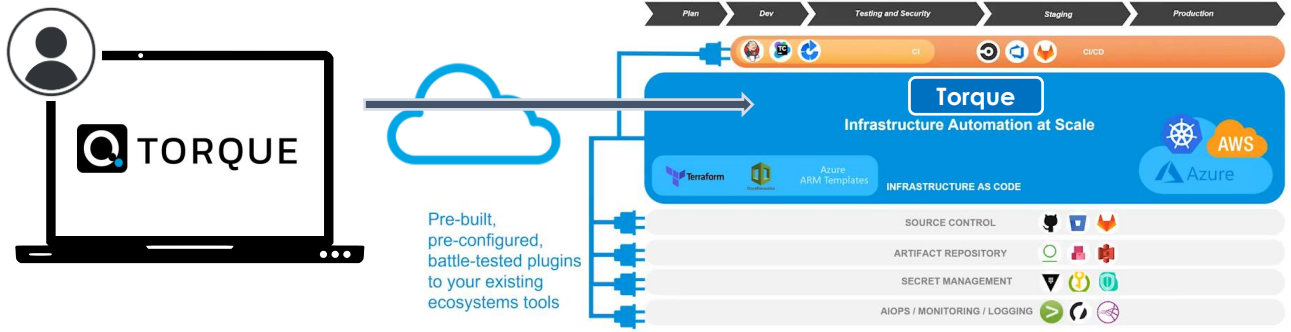 Plan
Dev
Testing and Security
Staging
Production
CI
CI/CD
TORQUE
Torque
Infrastructure Automation at Scale
AWS
Azure
Terraform
CloudFormation
Azure
ARM Templates
INFRASTRUCTURE AS CODE
Pre-built,
pre-configured,
battle-tested plugins
to your existing
ecosystems tools
SOURCE CONTROL
ARTIFACT REPOSITORY
SECRET MANAGEMENT
AIOPS / MONITORING / LOGGING